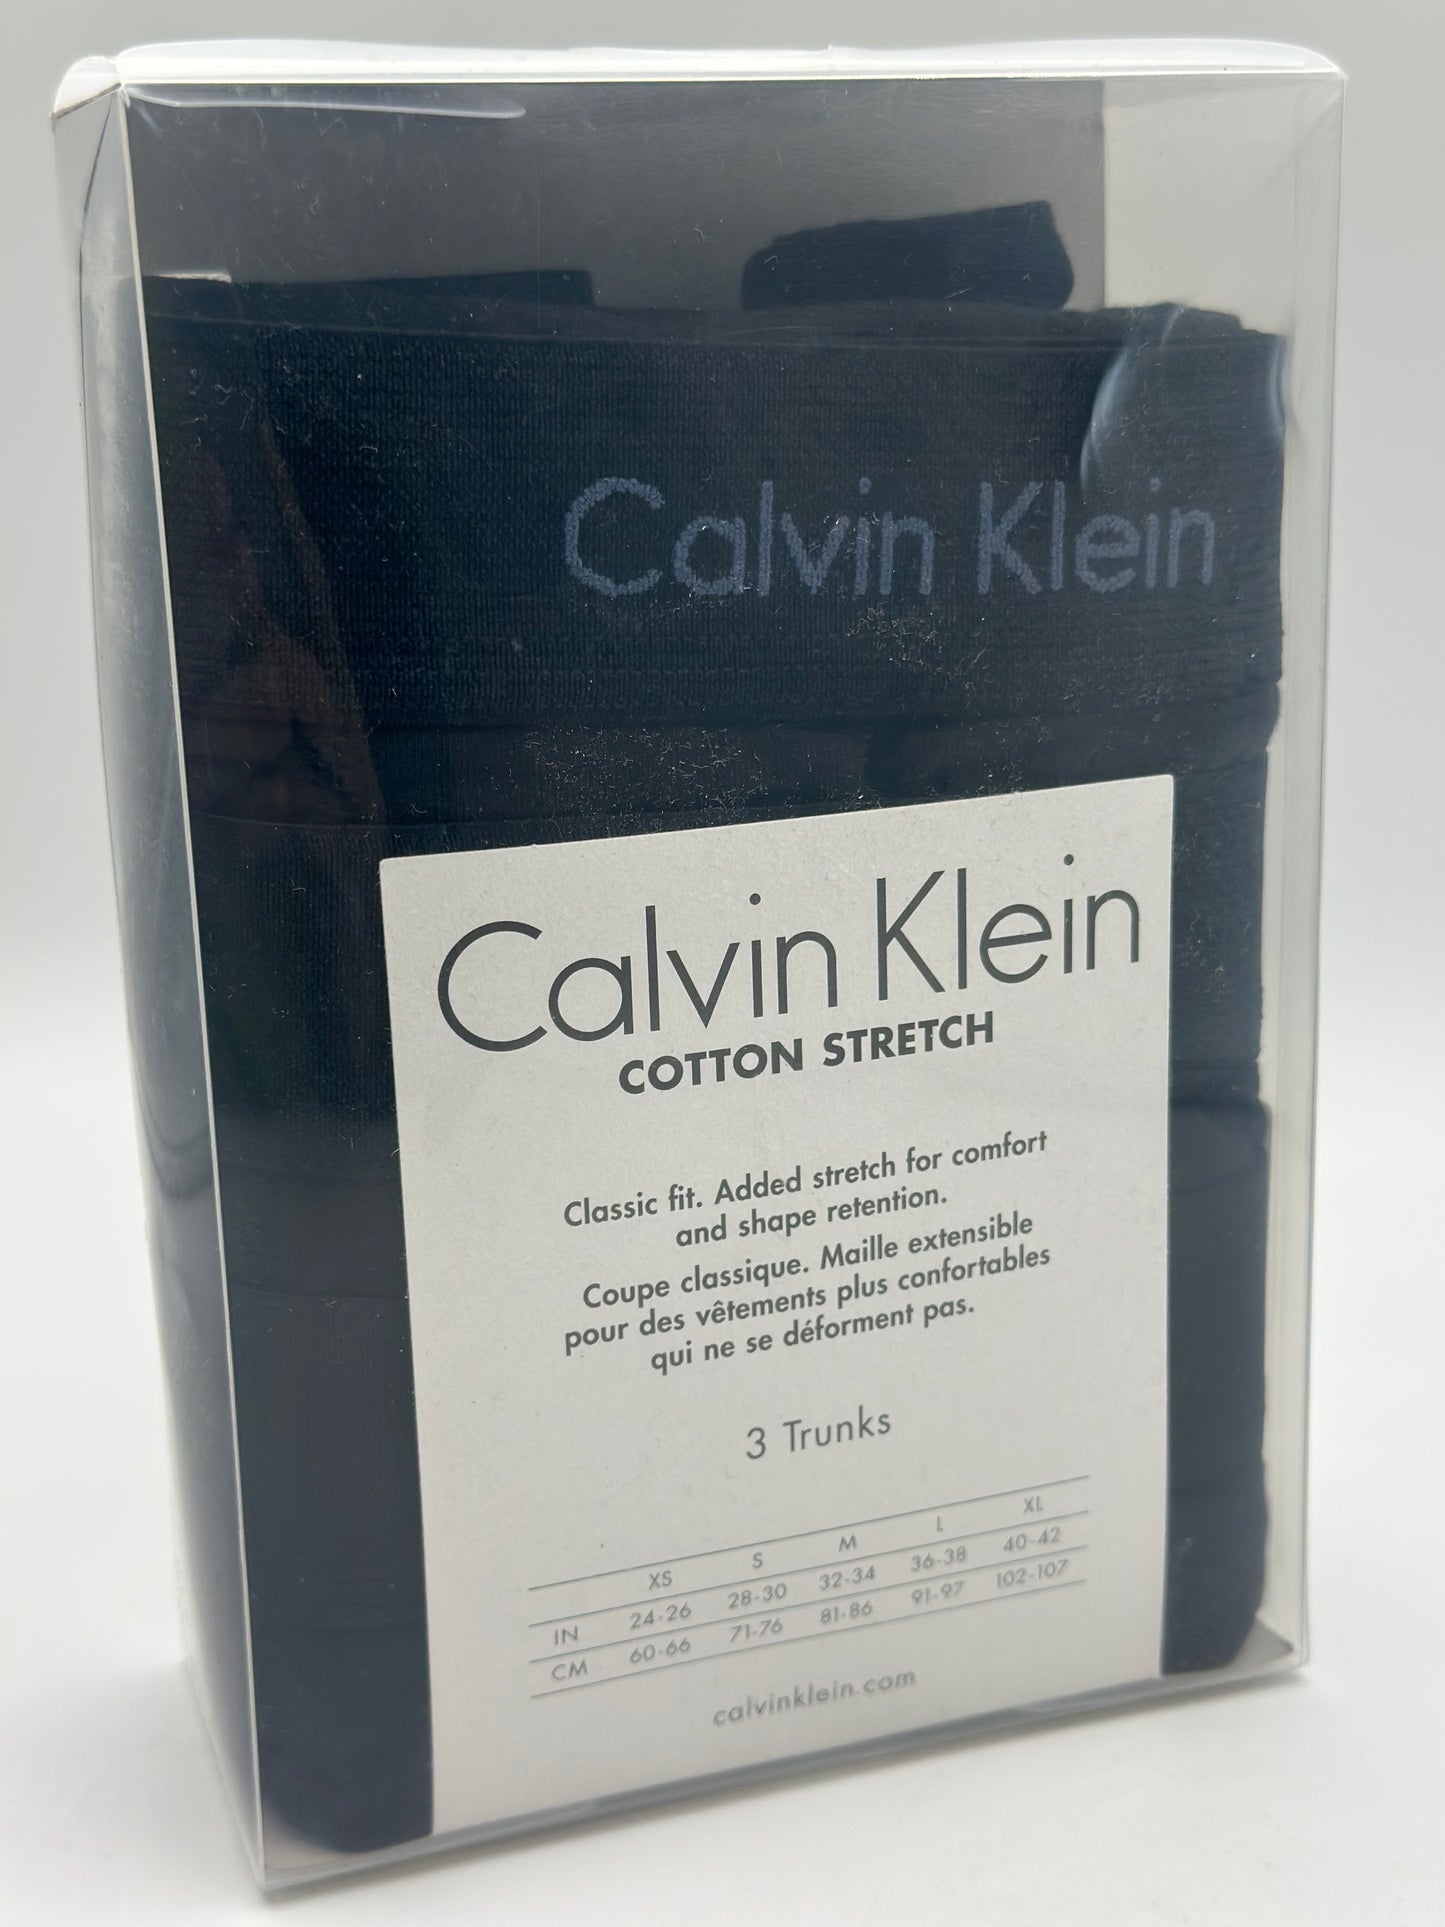 Calvin Klein
Calvin Klein
COTTON STRETCH
Classic fit. Added stretch for comfort
and shape retention.
Coupe classique. Maille extensible
pour des vêtements plus confortables
qui ne se déforment pas.
3 Trunks
XS S M L XL
IN 24-26 28-30 32-34 36-38 40-42
CM 60-66 71-76 81-86 91-97 102-107
calvinklein.com